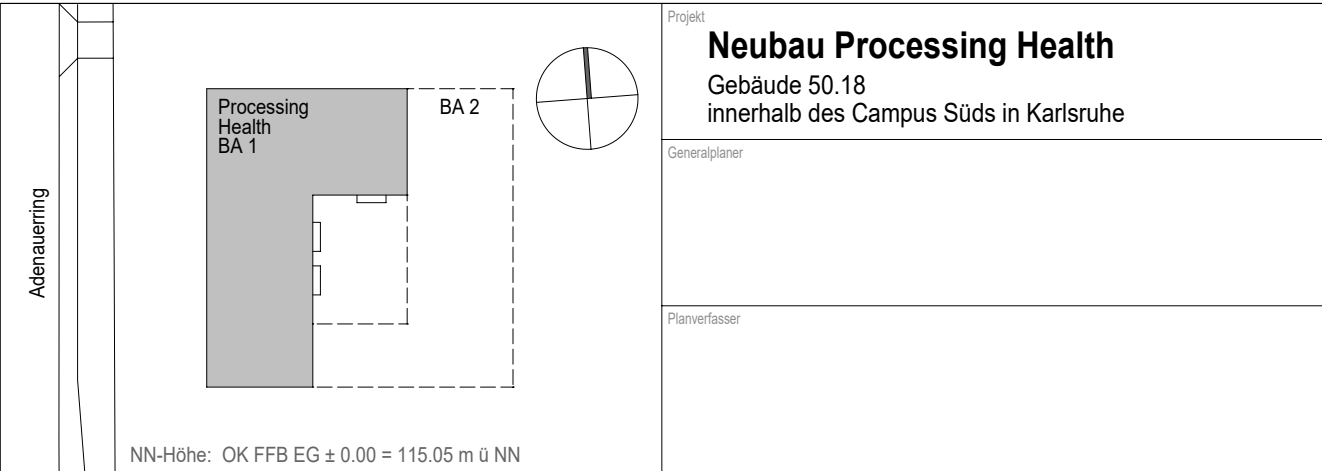 Adenauerring
Processing
Health
BA 1
BA 2
NN-Höhe: OK FFB EG ± 0.00 = 115.05 m ü NN
Projekt
Neubau Processing Health
Gebäude 50.18
innerhalb des Campus Süds in Karlsruhe
Generalplaner
Planverfasser